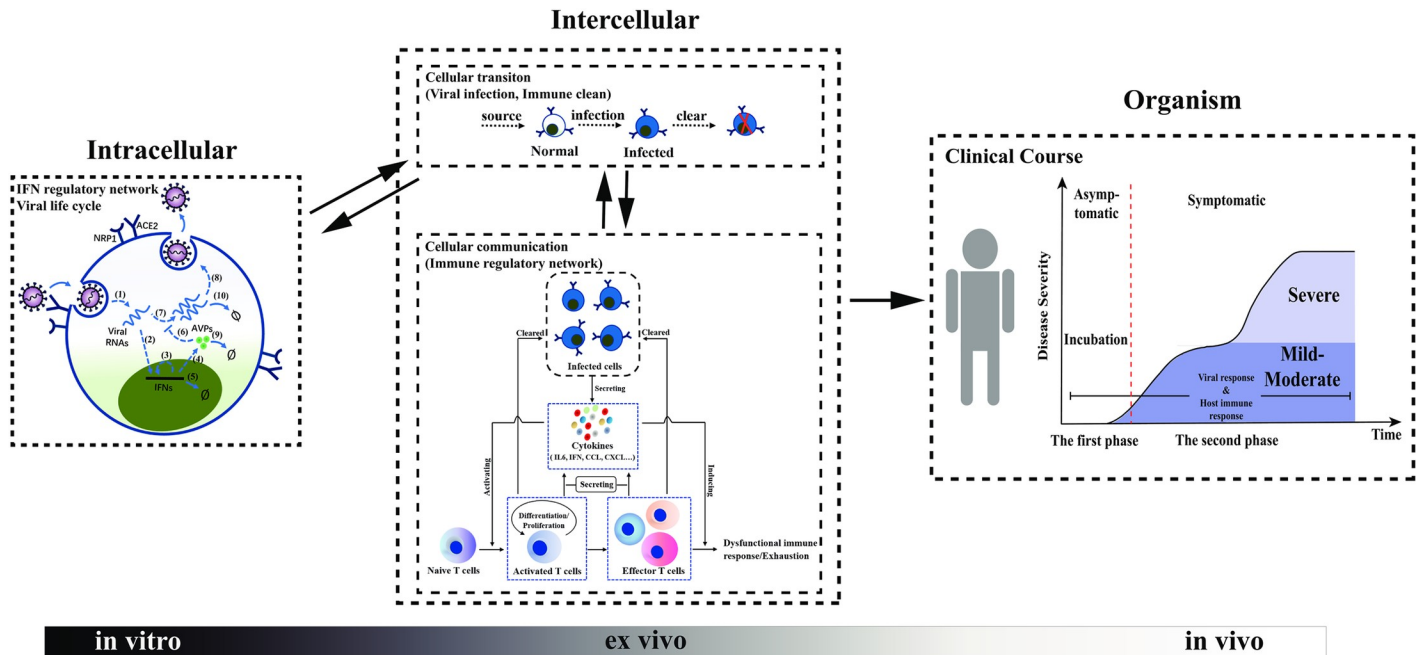 Intracellular
IFN regulatory network
Viral life cycle
NRP1
ACE2
(1)
(8)
(10)
Ø
(7)
Viral
RNAs
(2)
(6)
AVPs
(9)
Ø
(3)
(4)
IFNs
(5)
Ø
Intercellular
Cellular transiton
(Viral infection, Immune clean)
source
infection
clear
Normal
Infected
Cellular communication
(Immune regulatory network)
Cleared
Cleared
Infected cells
Secreting
Cytokines
( IL6, IFN, CCL, CXCL...)
Activating
Inducing
Secreting
Differentiation/
Proliferation
Naive T cells
Activated T cells
Effector T cells
Dysfunctional immune
response/Exhaustion
Organism
Clinical Course
Disease Severity
Asymp-
tomatic
Symptomatic
Severe
Incubation
Mild-
Moderate
Viral response
&
Host immune
response
The first phase
The second phase
Time
in vitro
ex vivo
in vivo